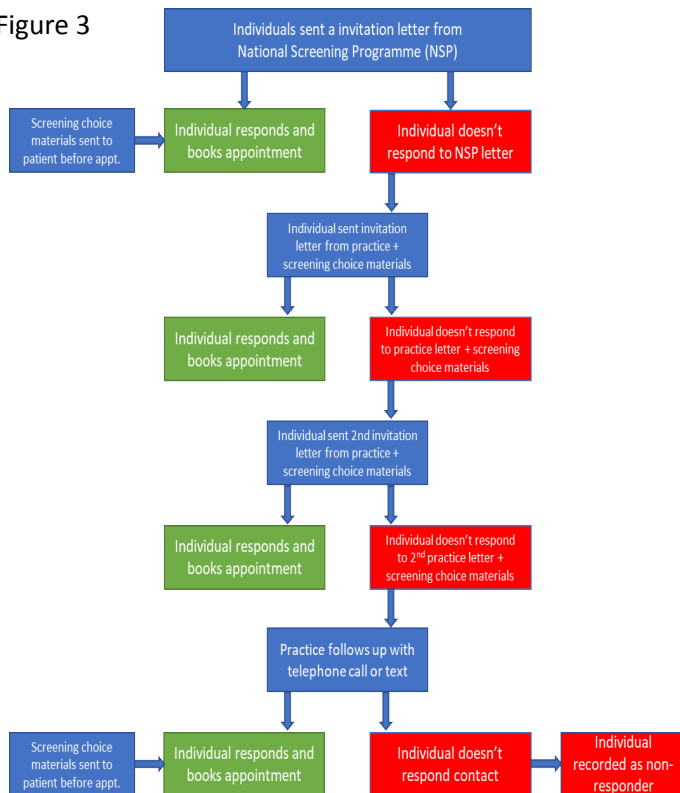 Figure 3
Individuals sent a invitation letter from
National Screening Programme (NSP)
Screening choice
materials sent to
patient before appt.
Individual responds and
books appointment
Individual doesn't
respond to NSP letter
Individual sent invitation
letter from practice +
screening choice materials
Individual responds and
books appointment
Individual doesn't respond
to practice letter + screening
choice materials
Individual sent 2nd invitation
letter from practice +
screening choice materials
Individual responds and
books appointment
Individual doesn't respond
to 2nd practice letter +
screening choice materials
Practice follows up with
telephone call or text
Screening choice
materials sent to
patient before appt.
Individual responds and
books appointment
Individual doesn't
respond contact
Individual
recorded as non-
responder